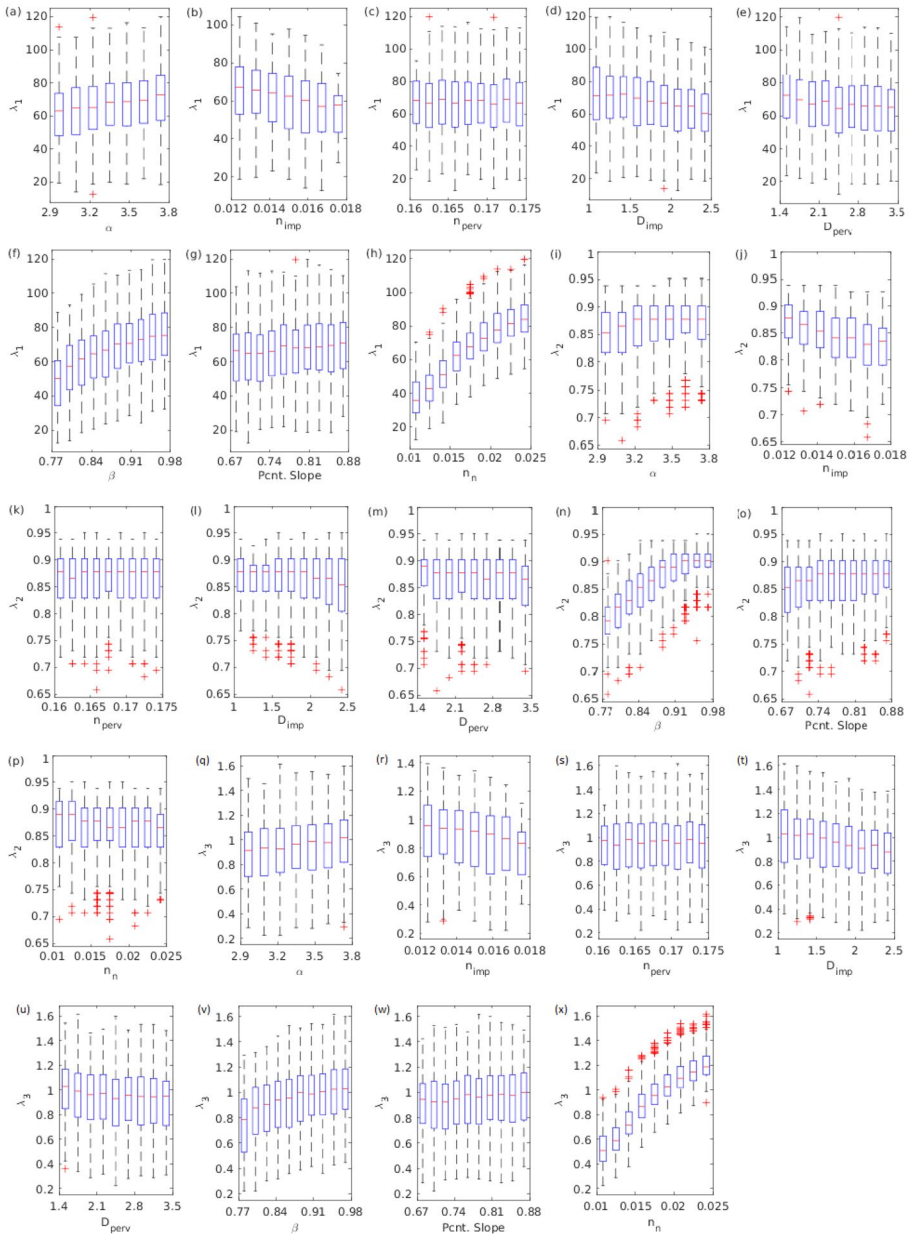 (a) (b) (c) (d) (e)
120 100 80 60 40 20 λ1 2.9 3.2 3.5 3.8 α
100 80 60 40 20 λ1 0.012 0.014 0.016 0.018 n_imp
120 100 80 60 40 20 λ1 0.16 0.165 0.17 0.175 n_perv
120 100 80 60 40 20 λ1 1 1.5 2 2.5 D_imp
120 100 80 60 40 20 λ1 1.4 2.1 2.8 3.5 D_perv
(f) (g) (h) (i) (j)
120 100 80 60 40 20 λ1 0.77 0.84 0.91 0.98 β
120 100 80 60 40 20 λ1 0.67 0.74 0.81 0.88 Pcnt. Slope
120 100 80 60 40 20 λ1 0.01 0.015 0.02 0.025 n_n
1 0.95 0.9 0.85 0.8 0.75 0.7 0.65 λ2 2.9 3.2 3.5 3.8 α
1 0.95 0.9 0.85 0.8 0.75 0.7 0.65 λ2 0.012 0.014 0.016 0.018 n_imp
(k) (l) (m) (n) (o)
1 0.95 0.9 0.85 0.8 0.75 0.7 0.65 λ2 0.16 0.165 0.17 0.175 n_perv
1 0.95 0.9 0.85 0.8 0.75 0.7 0.65 λ2 1 1.5 2 2.5 D_imp
1 0.95 0.9 0.85 0.8 0.75 0.7 0.65 λ2 1.4 2.1 2.8 3.5 D_perv
1 0.95 0.9 0.85 0.8 0.75 0.7 0.65 λ2 0.77 0.84 0.91 0.98 β
1 0.95 0.9 0.85 0.8 0.75 0.7 0.65 λ2 0.67 0.74 0.81 0.88 Pcnt. Slope
(p) (q) (r) (s) (t)
1 0.95 0.9 0.85 0.8 0.75 0.7 0.65 λ2 0.01 0.015 0.02 0.025 n_n
1.6 1.4 1.2 1 0.8 0.6 0.4 0.2 λ3 2.9 3.3 3.5 3.8 α
1.4 1.2 1 0.8 0.6 0.4 0.2 λ3 0.012 0.014 0.016 0.018 n_imp
1.6 1.4 1.2 1 0.8 0.6 0.4 0.2 λ3 0.16 0.165 0.17 0.175 n_perv
1.6 1.4 1.2 1 0.8 0.6 0.4 0.2 λ3 1 1.5 2 2.5 D_imp
(u) (v) (w) (x)
1.6 1.4 1.2 1 0.8 0.6 0.4 0.2 λ3 1.4 2.1 2.8 3.5 D_perv
1.6 1.4 1.2 1 0.8 0.6 0.4 0.2 λ3 0.77 0.84 0.91 0.98 β
1.6 1.4 1.2 1 0.8 0.6 0.4 0.2 λ3 0.67 0.74 0.81 0.88 Pcnt. Slope
1.6 1.4 1.2 1 0.8 0.6 0.4 0.2 λ3 0.01 0.015 0.02 0.025 n_n